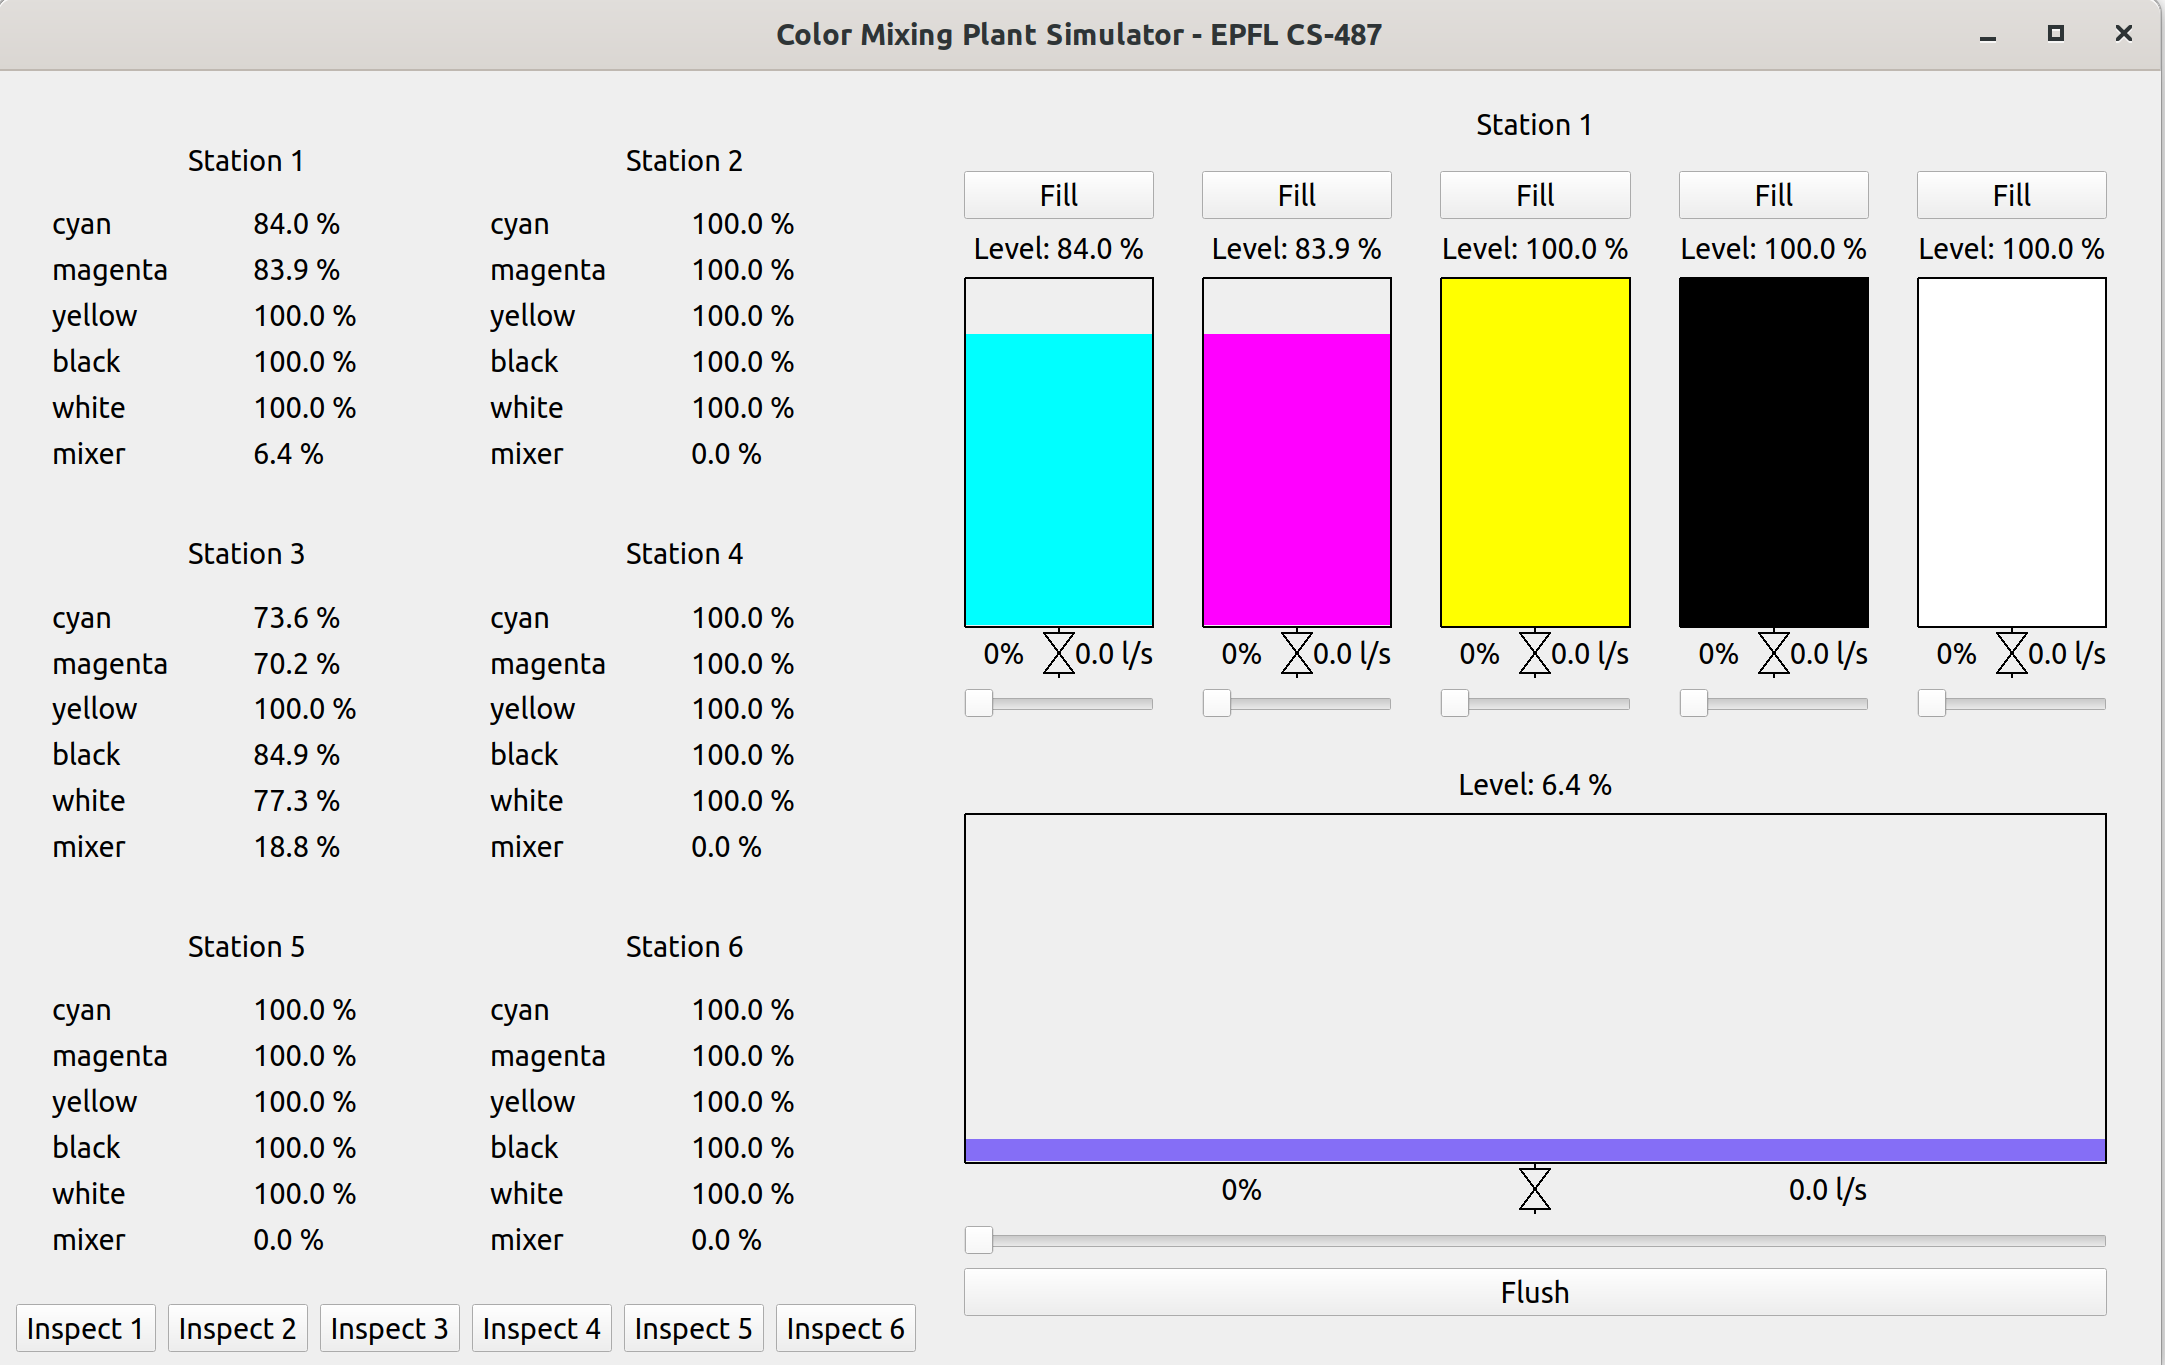 Color Mixing Plant Simulator - EPFL CS-487
Station 1
cyan 84.0 %
magenta 83.9 %
yellow 100.0 %
black 100.0 %
white 100.0 %
mixer 6.4 %
Station 2
cyan 100.0 %
magenta 100.0 %
yellow 100.0 %
black 100.0 %
white 100.0 %
mixer 0.0 %
Station 3
cyan 73.6 %
magenta 70.2 %
yellow 100.0 %
black 84.9 %
white 77.3 %
mixer 18.8 %
Station 4
cyan 100.0 %
magenta 100.0 %
yellow 100.0 %
black 100.0 %
white 100.0 %
mixer 0.0 %
Station 5
cyan 100.0 %
magenta 100.0 %
yellow 100.0 %
black 100.0 %
white 100.0 %
mixer 0.0 %
Station 6
cyan 100.0 %
magenta 100.0 %
yellow 100.0 %
black 100.0 %
white 100.0 %
mixer 0.0 %
Inspect 1 Inspect 2 Inspect 3 Inspect 4 Inspect 5 Inspect 6
Station 1
Fill Fill Fill Fill Fill
Level: 84.0 % Level: 83.9 % Level: 100.0 % Level: 100.0 % Level: 100.0 %
0% 0.0 l/s 0% 0.0 l/s 0% 0.0 l/s 0% 0.0 l/s 0% 0.0 l/s
Level: 6.4 %
0% 0.0 l/s
Flush